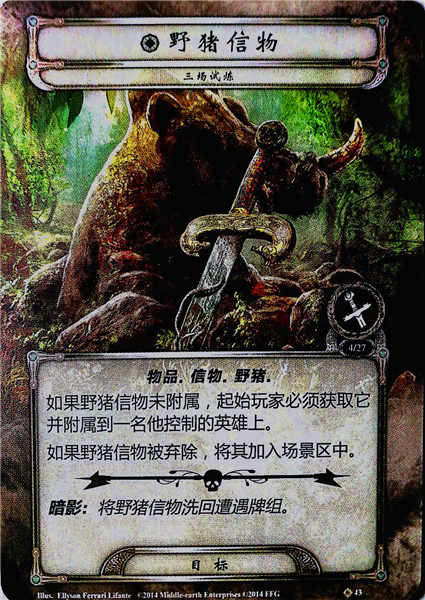 野猪信物
三场试炼
4/27
物品. 信物. 野猪.
如果野猪信物未附属，起始玩家必须获取它
并附属到一名他控制的英雄上。
如果野猪信物被弃除，将其加入场景区中。
暗影：将野猪信物洗回遭遇牌组。
目标
Illus. Ellyson Ferrari Lifante ©2014 Middle-earth Enterprises ©2014 FFG 43